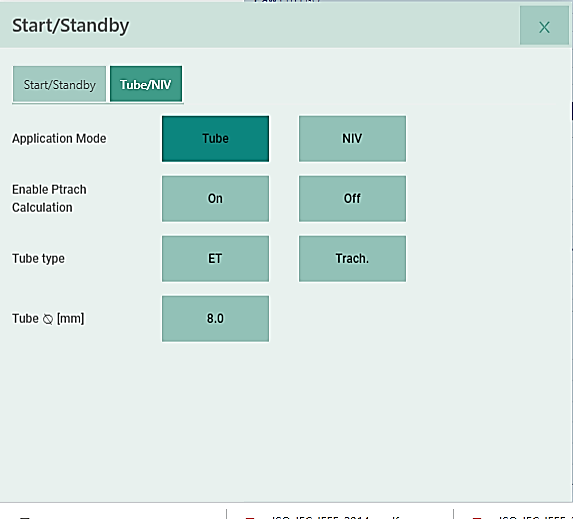 Start/Standby
X
Start/Standby Tube/NIV
Application Mode Tube NIV
Enable Ptrach
Calculation On Off
Tube type ET Trach.
Tube ⦰ [mm] 8.0